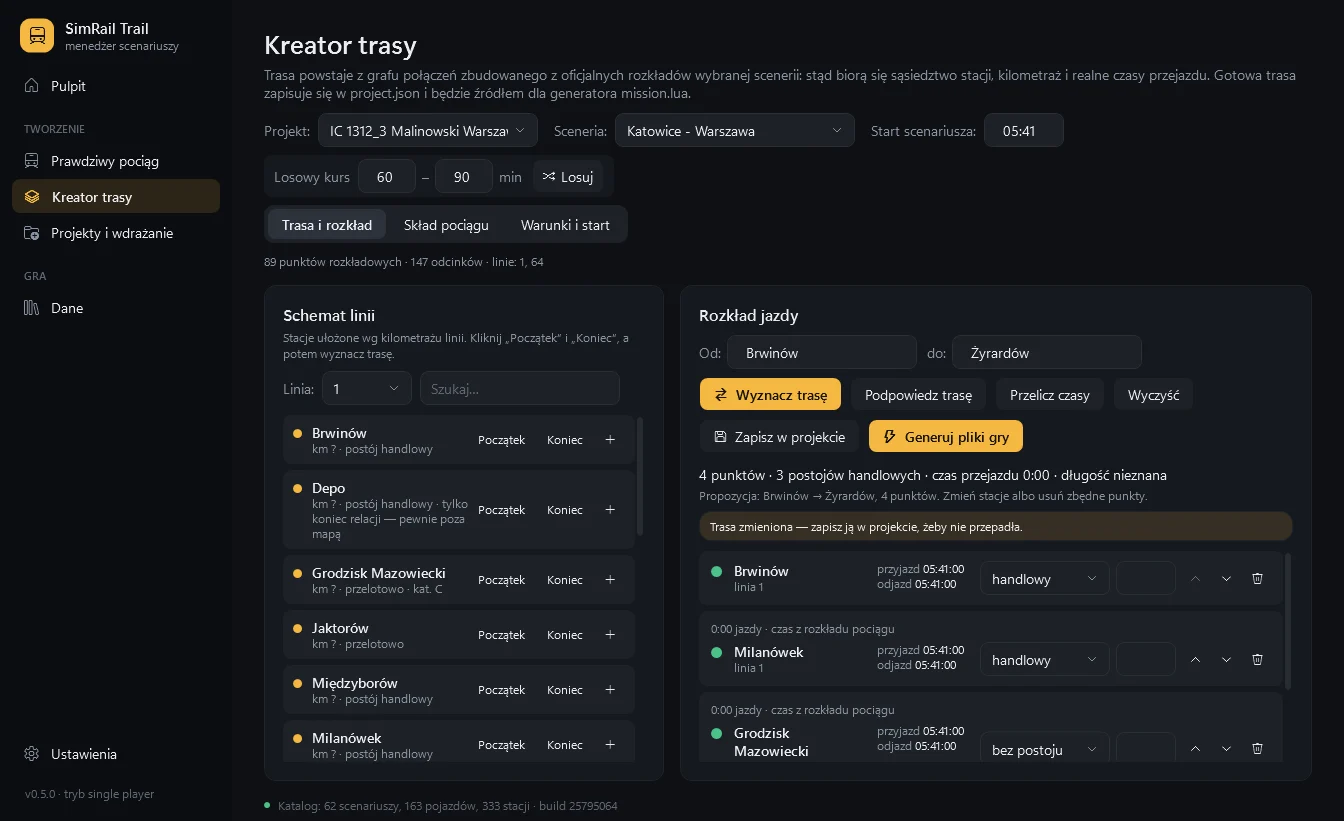 SimRail Trail
menedżer scenariuszy
Pulpit
TWORZENIE
Prawdziwy pociąg
Kreator trasy
Projekty i wdrażanie
GRA
Dane
Ustawienia
v0.5.0 · tryb single player
Kreator trasy
Trasa powstaje z grafu połączeń zbudowanego z oficjalnych rozkładów wybranej scenerii: stąd biorą się sąsiedztwo stacji, kilometraż i realne czasy przejazdu. Gotowa trasa
zapisuje się w project.json i będzie źródłem dla generatora mission.lua.
Projekt: IC 1312_3 Malinowski Warszaw Sceneria: Katowice - Warszawa Start scenariusza: 05:41
Losowy kurs 60 – 90 min Losuj
Trasa i rozkład Skład pociągu Warunki i start
89 punktów rozkładowych · 147 odcinków · linie: 1, 64
Schemat linii
Stacje ułożone wg kilometrażu linii. Kliknij „Początek” i „Koniec”, a
potem wyznacz trasę.
Linia: 1 Szukaj...
Brwinów
km ? · postój handlowy
Początek Koniec +
Depo
km ? · postój handlowy · tylko
koniec relacji — pewnie poza
mapą
Początek Koniec +
Grodzisk Mazowiecki
km ? · przelotowo · kat. C
Początek Koniec +
Jaktorów
km ? · przelotowo
Początek Koniec +
Międzyborów
km ? · postój handlowy
Początek Koniec +
Milanówek
km ? · postój handlowy
Początek Koniec +
Rozkład jazdy
Od: Brwinów do: Żyrardów
Wyznacz trasę Podpowiedz trasę Przelicz czasy Wyczyść
Zapisz w projekcie Generuj pliki gry
4 punktów · 3 postojów handlowych · czas przejazdu 0:00 · długość nieznana
Propozycja: Brwinów → Żyrardów, 4 punktów. Zmień stacje albo usuń zbędne punkty.
Trasa zmieniona — zapisz ją w projekcie, żeby nie przepadła.
Brwinów
linia 1
przyjazd 05:41:00
odjazd 05:41:00
handlowy
0:00 jazdy · czas z rozkładu pociągu
Milanówek
linia 1
przyjazd 05:41:00
odjazd 05:41:00
handlowy
0:00 jazdy · czas z rozkładu pociągu
Grodzisk
Mazowiecki
przyjazd 05:41:00
odjazd 05:41:00
bez postoju
Katalog: 62 scenariuszy, 163 pojazdów, 333 stacji · build 25795064